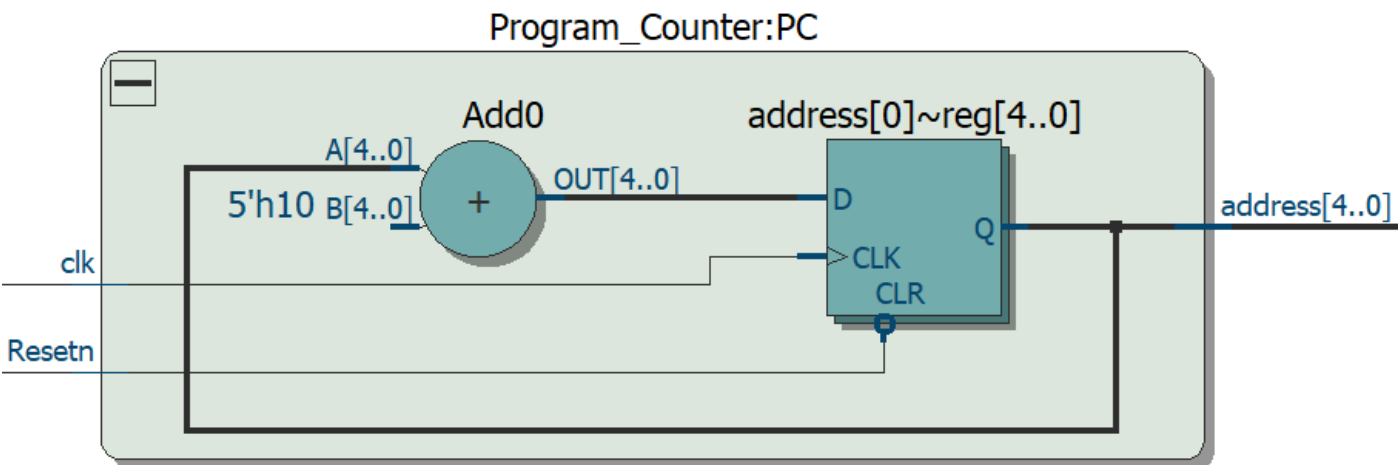 Program_Counter:PC
Add0
address[0]~reg[4..0]
A[4..0]
5'h10 B[4..0]
+
OUT[4..0]
D
Q
CLK
CLR
address[4..0]
clk
Resetn